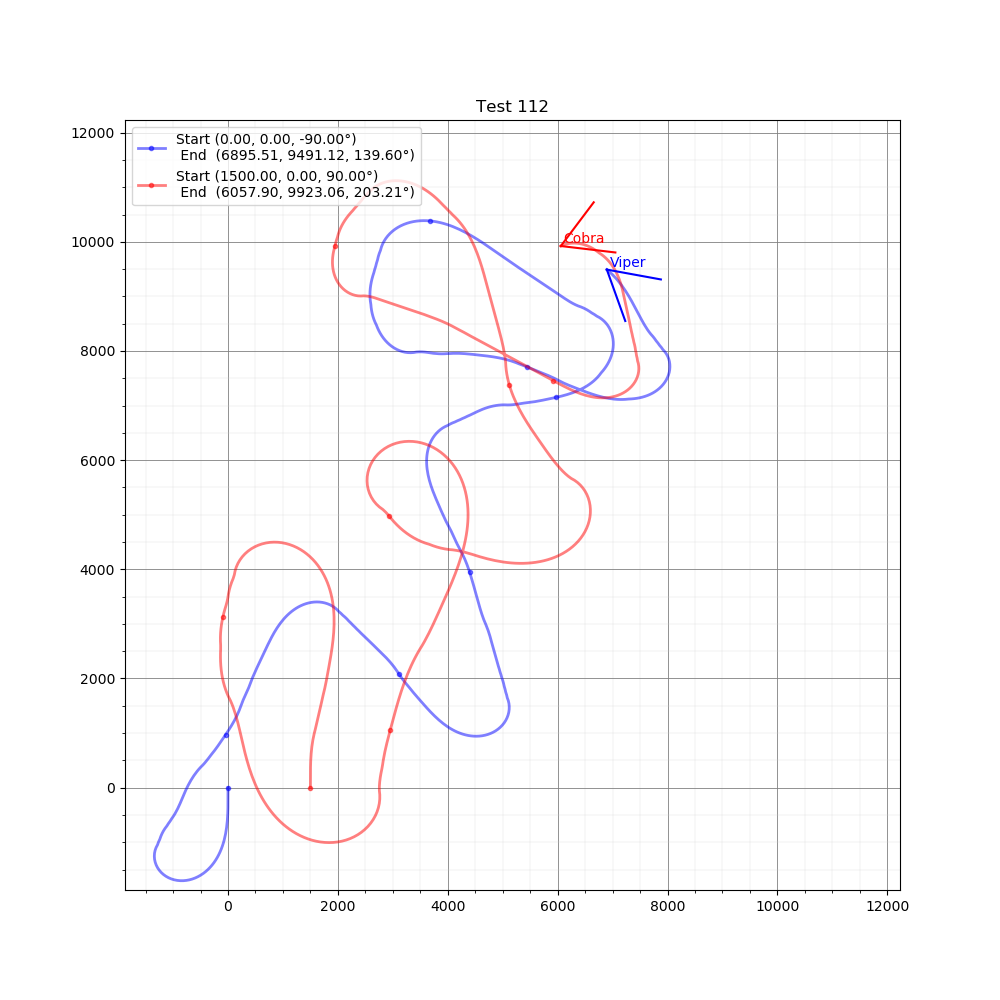 Test 112
Start (0.00, 0.00, -90.00°)
End  (6895.51, 9491.12, 139.60°)
Start (1500.00, 0.00, 90.00°)
End  (6057.90, 9923.06, 203.21°)
12000
10000
8000
6000
4000
2000
0
Cobra
Viper
0 2000 4000 6000 8000 10000 12000